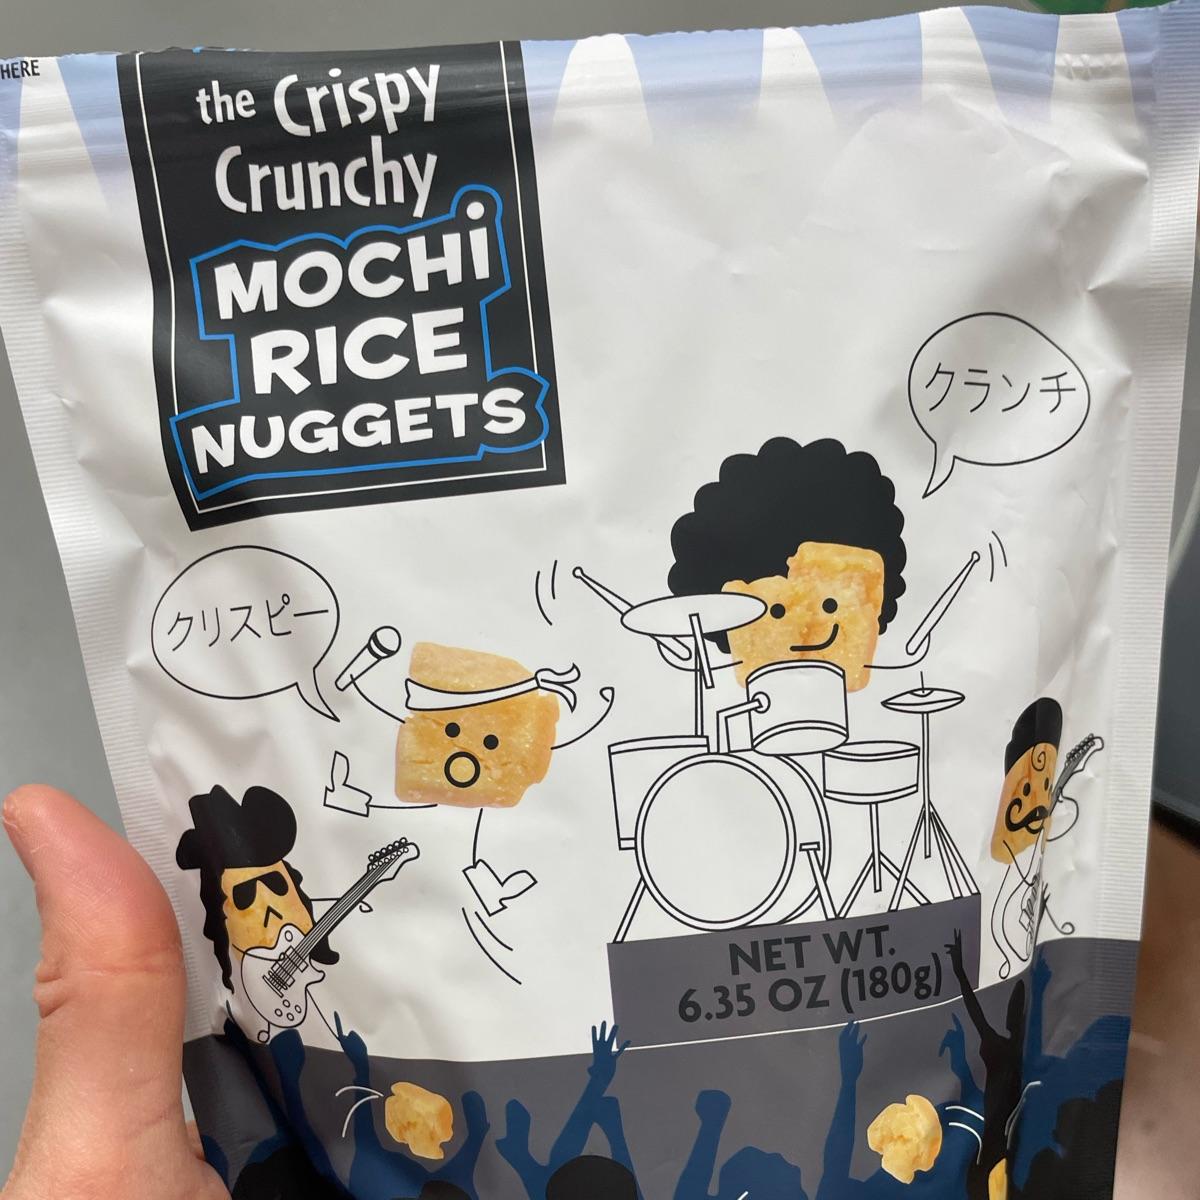 HERE
the Crispy
Crunchy
MOCHi
RICE
NUGGETS
クランチ
クリスピー
NET WT.
6.35 OZ (180g)